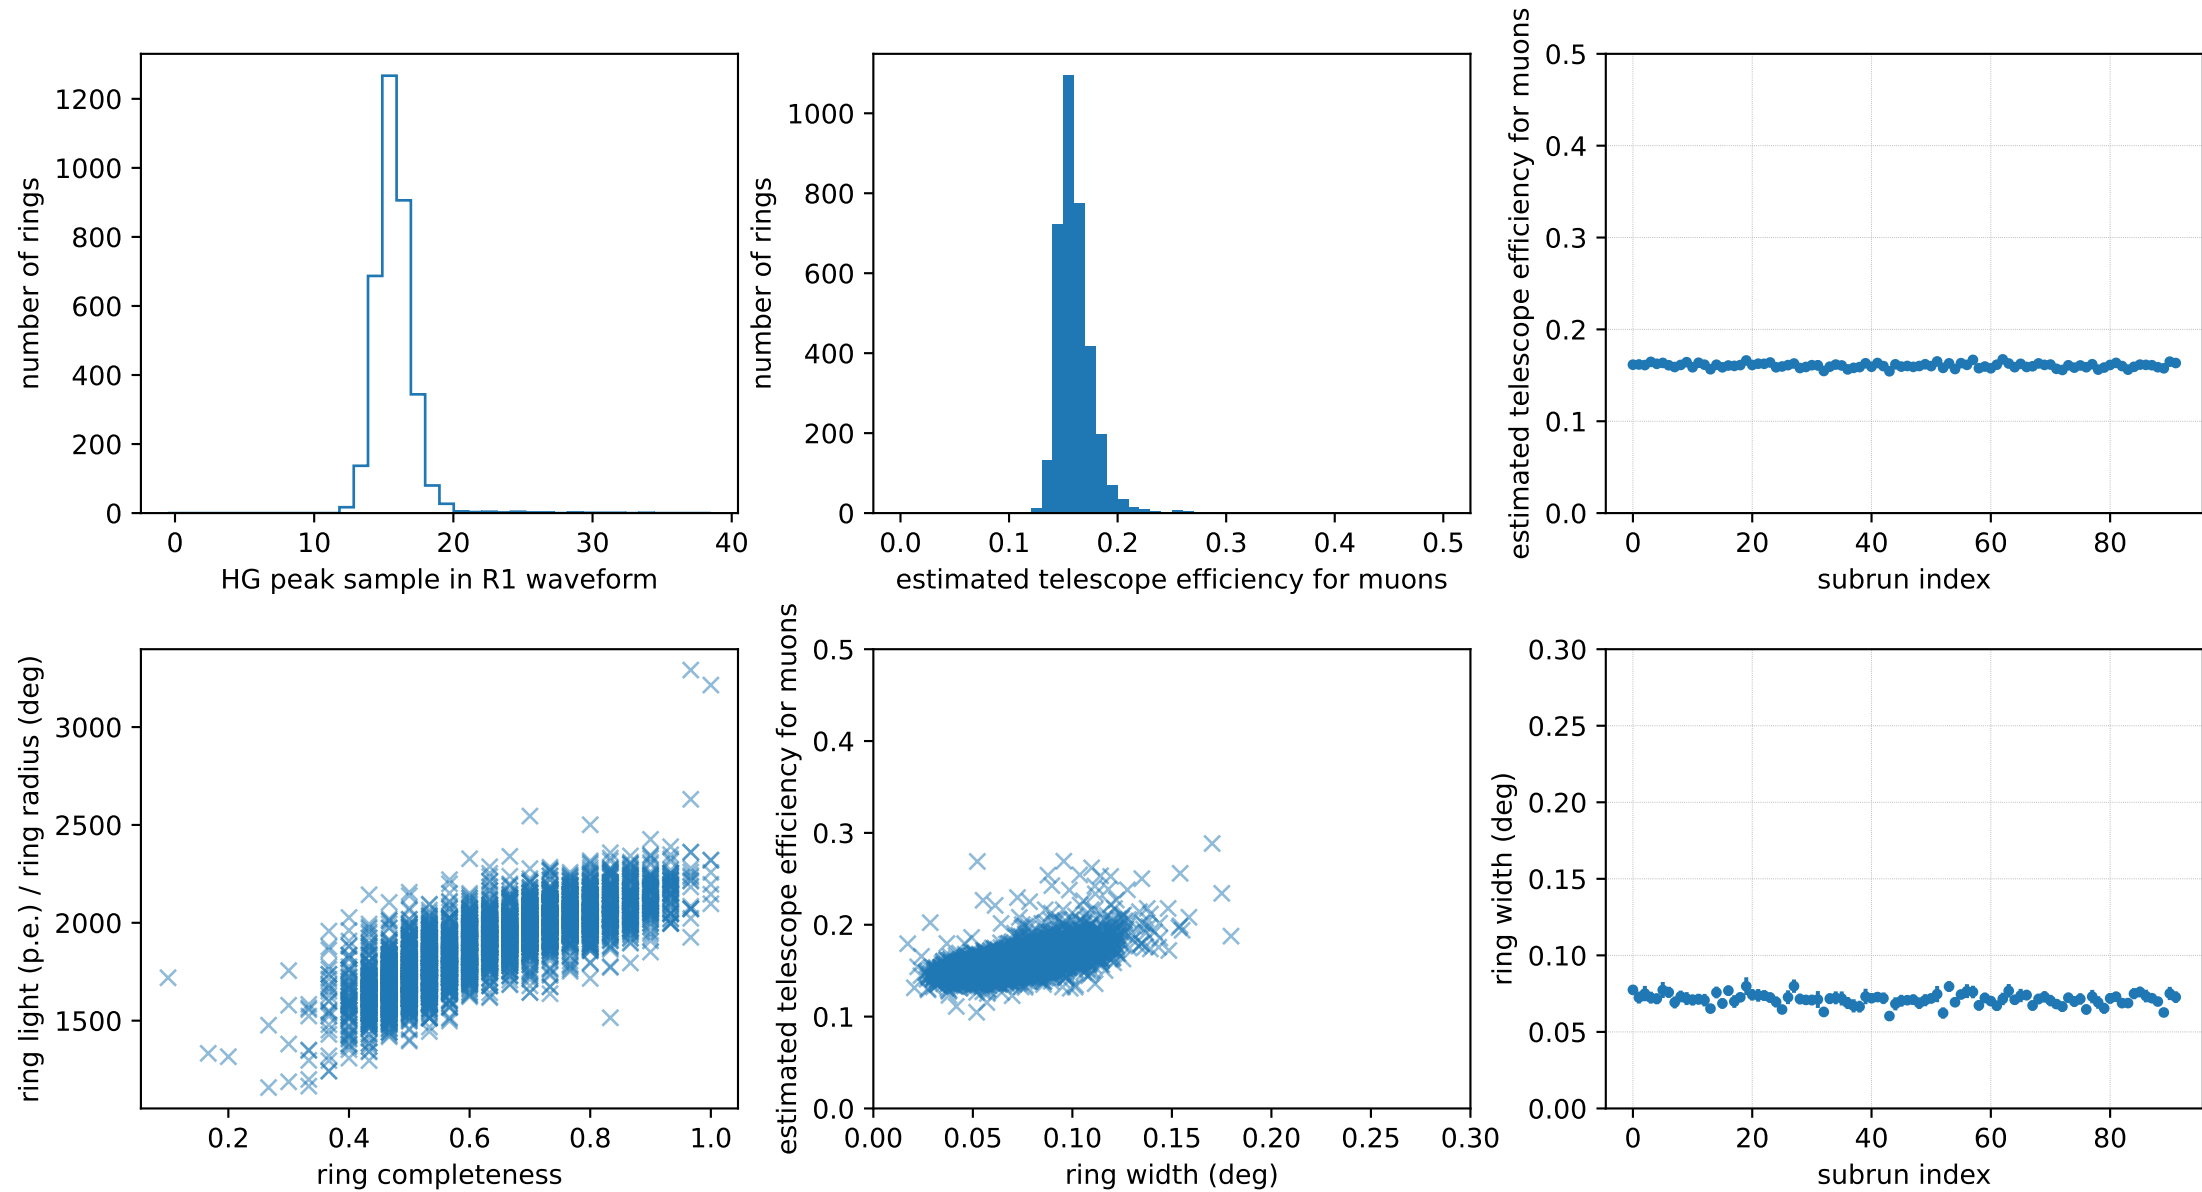 number of rings
1200
1000
800
600
400
200
0
0 10 20 30 40
HG peak sample in R1 waveform
number of rings
1000
800
600
400
200
0
0.0 0.1 0.2 0.3 0.4 0.5
estimated telescope efficiency for muons
estimated telescope efficiency for muons
0.5
0.4
0.3
0.2
0.1
0.0
0 20 40 60 80
subrun index
ring light (p.e.) / ring radius (deg)
3000
2500
2000
1500
0.2 0.4 0.6 0.8 1.0
ring completeness
estimated telescope efficiency for muons
0.5
0.4
0.3
0.2
0.1
0.0
0.00 0.05 0.10 0.15 0.20 0.25 0.30
ring width (deg)
ring width (deg)
0.30
0.25
0.20
0.15
0.10
0.05
0.00
0 20 40 60 80
subrun index